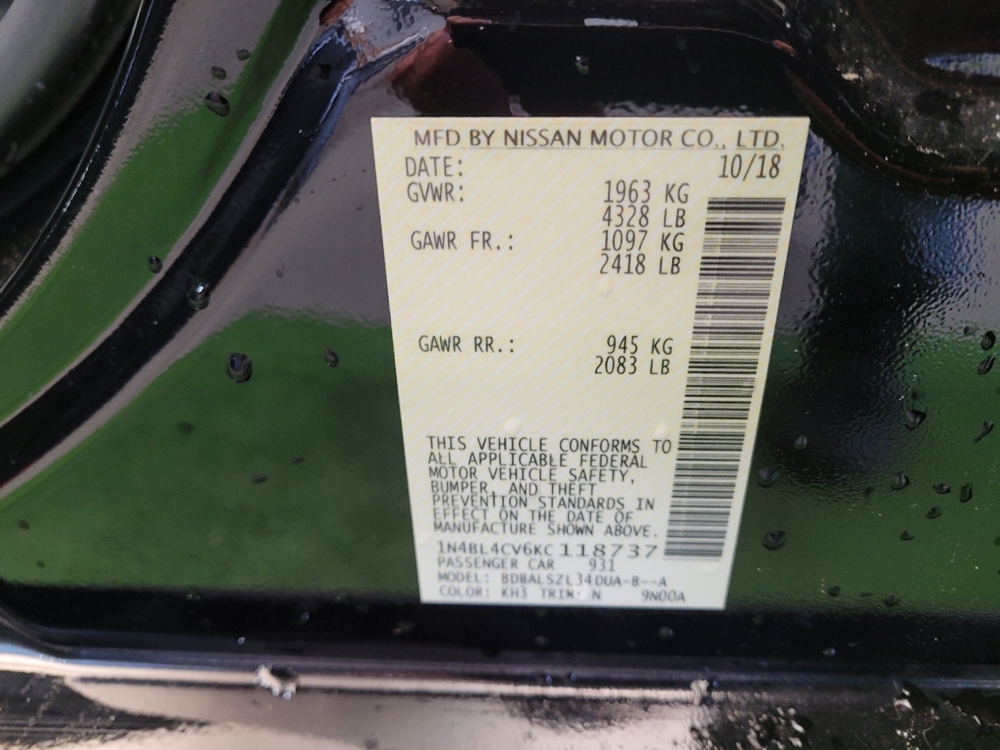 MFD BY NISSAN MOTOR CO., LTD.
DATE: 10/18
GVWR: 1963 KG
4328 LB
GAWR FR.: 1097 KG
2418 LB
GAWR RR.: 945 KG
2083 LB
THIS VEHICLE CONFORMS TO
ALL APPLICABLE FEDERAL
MOTOR VEHICLE SAFETY,
BUMPER, AND THEFT
PREVENTION STANDARDS IN
EFFECT ON THE DATE OF
MANUFACTURE SHOWN ABOVE.
1N4BL4CV6KC118737
PASSENGER CAR 931
MODEL: BDBALSZL34DUA-8--A
COLOR: KH3 TRIM: N 9N00A